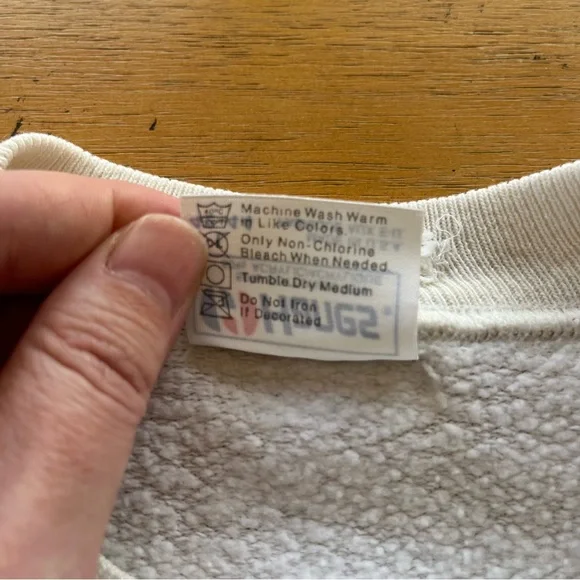 40°C
Machine Wash Warm
in Like Colors.
Only Non-Chlorine
Bleach When Needed
Tumble Dry Medium
Do Not Iron
If Decorated